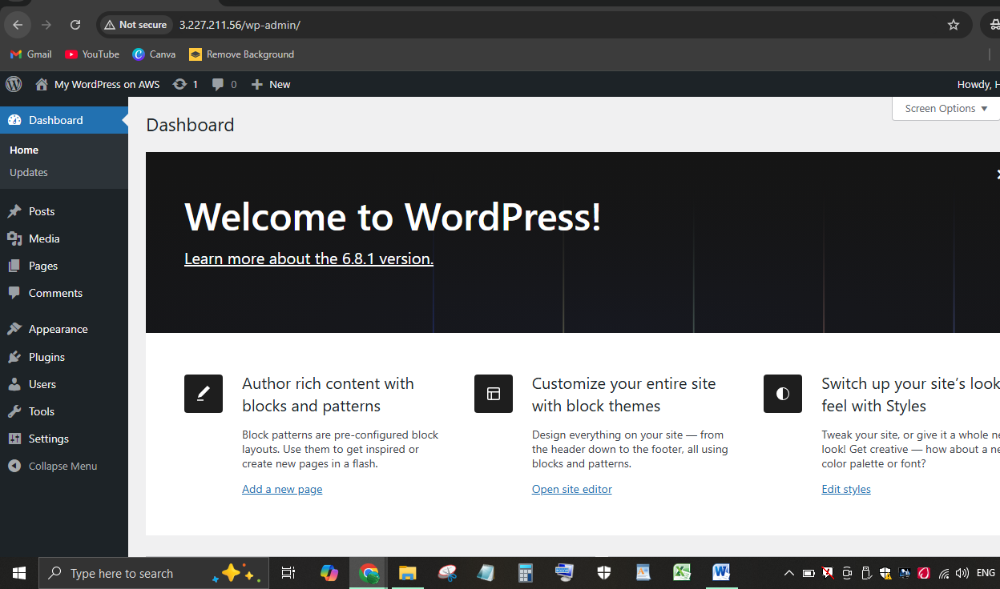 Not secure 3.227.211.56/wp-admin/
Gmail YouTube Canva Remove Background
My WordPress on AWS 1 0 New Howdy, H
Screen Options
Dashboard
Home
Updates
Posts
Media
Pages
Comments
Appearance
Plugins
Users
Tools
Settings
Collapse Menu
Dashboard
Welcome to WordPress!
Learn more about the 6.8.1 version.
Author rich content with
blocks and patterns
Block patterns are pre-configured block
layouts. Use them to get inspired or
create new pages in a flash.
Add a new page
Customize your entire site
with block themes
Design everything on your site — from
the header down to the footer, all using
blocks and patterns.
Open site editor
Switch up your site’s look
feel with Styles
Tweak your site, or give it a whole ne
look! Get creative — how about a ne
color palette or font?
Edit styles
Type here to search
ENG